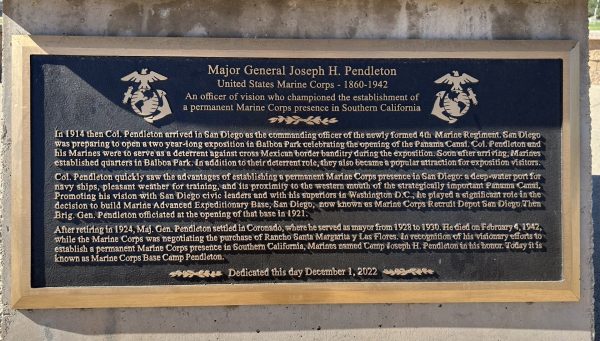 Major General Joseph H. Pendleton
United States Marine Corps - 1860-1942
An officer of vision who championed the establishment of
a permanent Marine Corps presence in Southern California
In 1914 then Col. Pendleton arrived in San Diego as the commanding officer of the newly formed 4th Marine Regiment. San Diego
was preparing to open a two year-long exposition in Balboa Park celebrating the opening of the Panama Canal. Col. Pendleton and
his Marines were to serve as a deterrent against cross Mexican border banditry during the exposition. Soon after arriving, Marines
established quarters in Balboa Park. In addition to their deterrent role, they also became a popular attraction for exposition visitors.
Col. Pendleton quickly saw the advantages of establishing a permanent Marine Corps presence in San Diego: a deep-water port for
navy ships, pleasant weather for training, and its proximity to the western mouth of the strategically important Panama Canal.
Promoting his vision with San Diego civic leaders and with his superiors in Washington D.C., he played a significant role in the
decision to build Marine Advanced Expeditionary Base, San Diego, now known as Marine Corps Recruit Depot San Diego. Then
Brig. Gen. Pendleton officiated at the opening of that base in 1921.
After retiring in 1924, Maj. Gen. Pendleton settled in Coronado, where he served as mayor from 1928 to 1930. He died on February 4, 1942,
while the Marine Corps was negotiating the purchase of Rancho Santa Margarita y Las Flores. In recognition of his visionary efforts to
establish a permanent Marine Corps presence in Southern California, Marines named Camp Joseph H. Pendleton in his honor. Today it is
known as Marine Corps Base Camp Pendleton.
Dedicated this day December 1, 2022